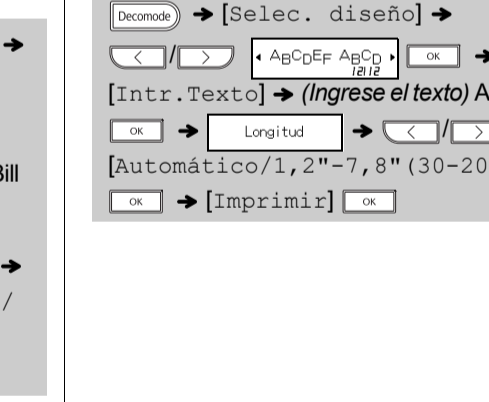 ➔
Bill
➔
/
Decomode ➔ [Selec. diseño] ➔
< / > ABCDEF ABCD 12112 OK ➔
[Intr.Texto] ➔ (Ingrese el texto) A
OK ➔ Longitud ➔ < / >
[Automático/1,2"-7,8"(30-20
OK ➔ [Imprimir] OK